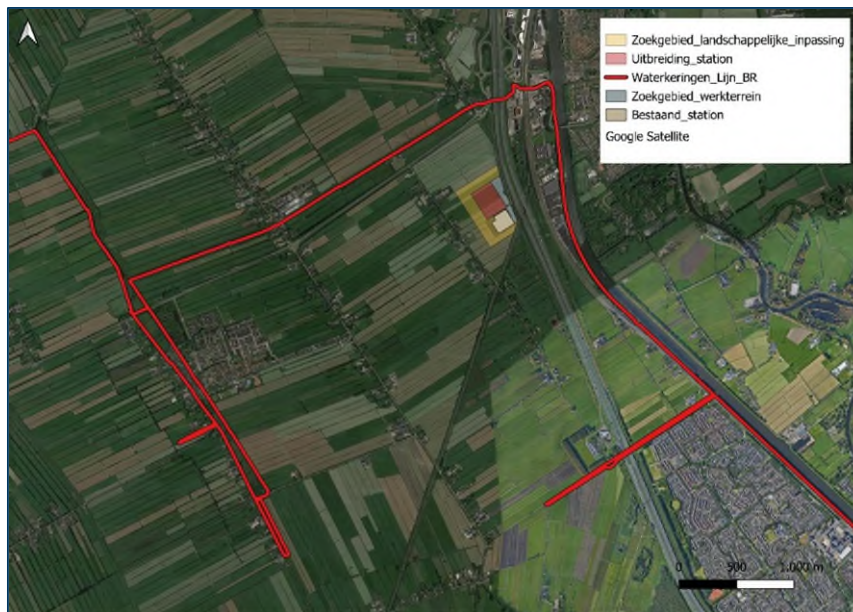 Zoekgebied_landschappelijke_inpassing
Uitbreiding_station
Waterkeringen_Lijn_BR
Zoekgebied_werkterrein
Bestaand_station
Google Satellite
0 500 1.000 m